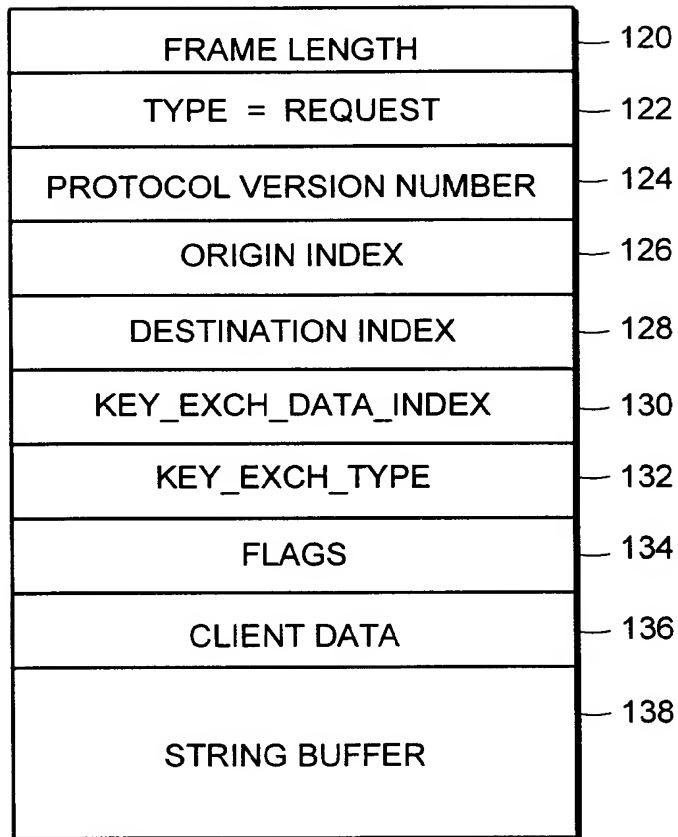 FRAME LENGTH 120
TYPE = REQUEST 122
PROTOCOL VERSION NUMBER 124
ORIGIN INDEX 126
DESTINATION INDEX 128
KEY_EXCH_DATA_INDEX 130
KEY_EXCH_TYPE 132
FLAGS 134
CLIENT DATA 136
138
STRING BUFFER